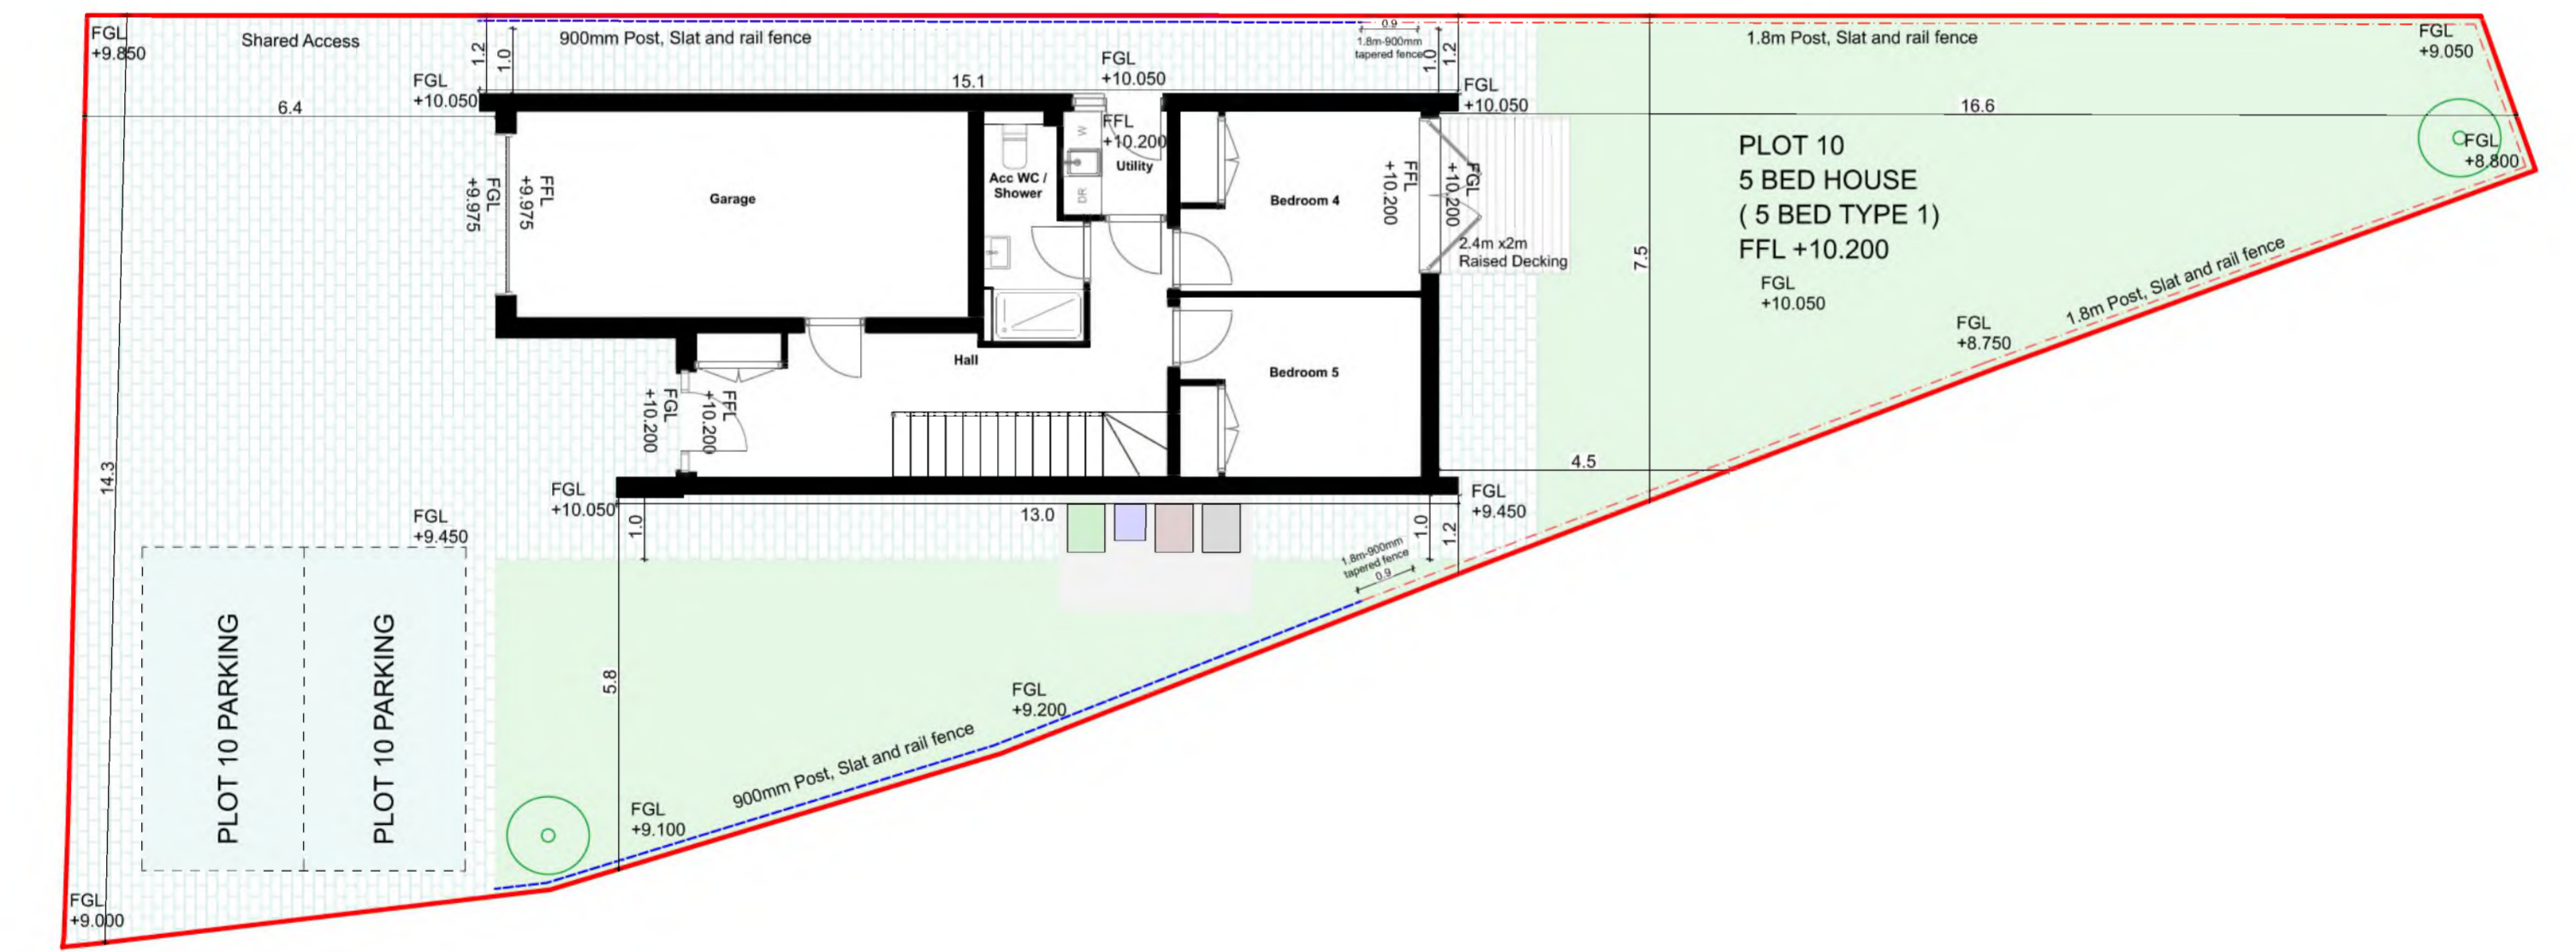 FGL
+9.850
Shared Access
1.2
1.0
900mm Post, Slat and rail fence
0.9
1.8m-900mm
tapered fence
1.0
1.2
1.8m Post, Slat and rail fence
FGL
+9.050
FGL
+10.050
15.1
FGL
+10.050
FGL
+10.050
6.4
16.6
FFL
+10.200
Utility
W
DR
Acc WC /
Shower
Garage
FGL
+9.975
FFL
+9.975
Bedroom 4
FFL
+10.200
FGL
+10.200
2.4m x2m
Raised Decking
7.5
PLOT 10
5 BED HOUSE
( 5 BED TYPE 1)
FFL +10.200
FGL
+10.050
FGL
+8.800
1.8m Post, Slat and rail fence
FGL
+8.750
Hall
Bedroom 5
FGL
+10.200
FFL
+10.200
14.3
4.5
FGL
+10.050
1.0
13.0
1.0
1.2
FGL
+9.450
FGL
+9.450
1.8m-900mm
tapered fence
0.9
PLOT 10 PARKING
PLOT 10 PARKING
5.8
FGL
+9.200
900mm Post, Slat and rail fence
FGL
+9.100
FGL
+9.000